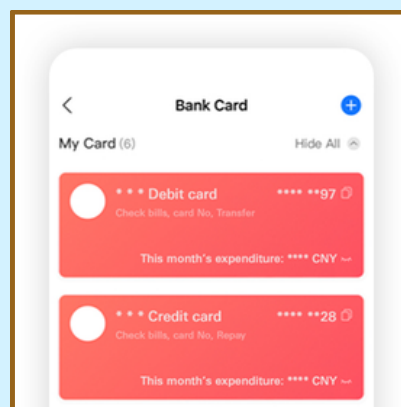 Bank Card
My Card (6) Hide All
* * * Debit card **** **97
Check bills, card No, Transfer
This month's expenditure: **** CNY
* * * Credit card **** **28
Check bills, card No, Repay
This month's expenditure: **** CNY